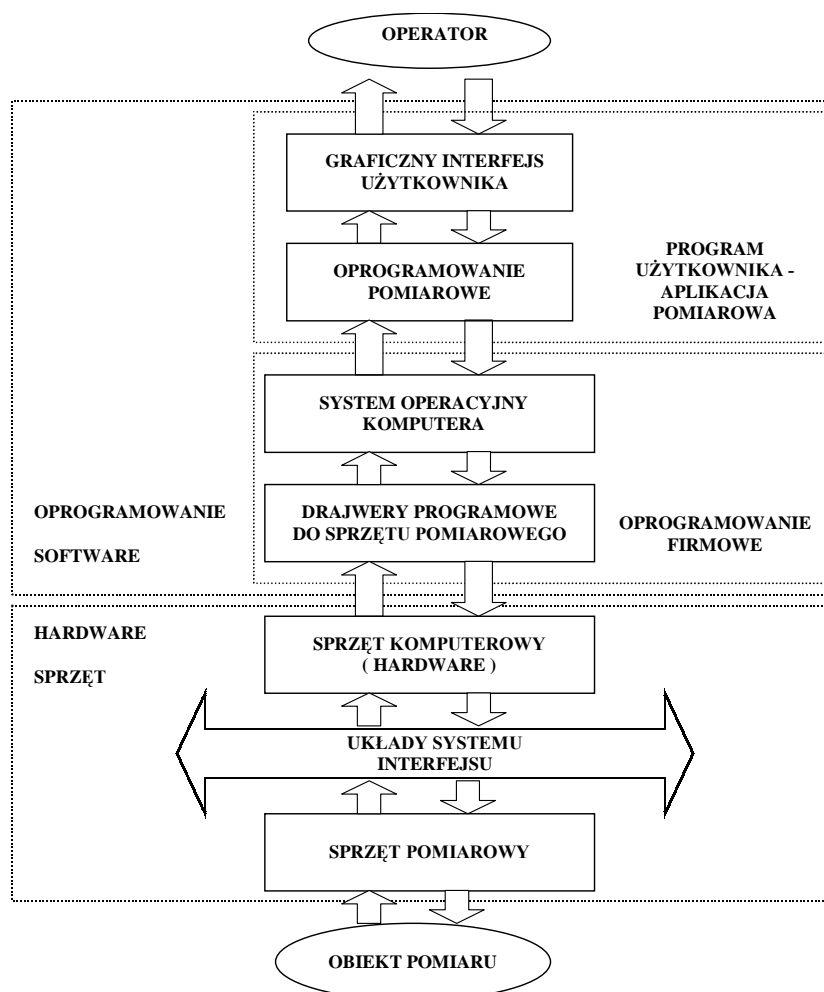 OPERATOR
GRAFICZNY INTERFEJS
UŻYTKOWNIKA
OPROGRAMOWANIE
POMIAROWE
PROGRAM
UŻYTKOWNIKA -
APLIKACJA
POMIAROWA
SYSTEM OPERACYJNY
KOMPUTERA
DRAJWERY PROGRAMOWE
DO SPRZĘTU POMIAROWEGO
OPROGRAMOWANIE
FIRMOWE
OPROGRAMOWANIE
SOFTWARE
HARDWARE
SPRZĘT
SPRZĘT KOMPUTEROWY
( HARDWARE )
UKŁADY SYSTEMU
INTERFEJSU
SPRZĘT POMIAROWY
OBIEKT POMIARU